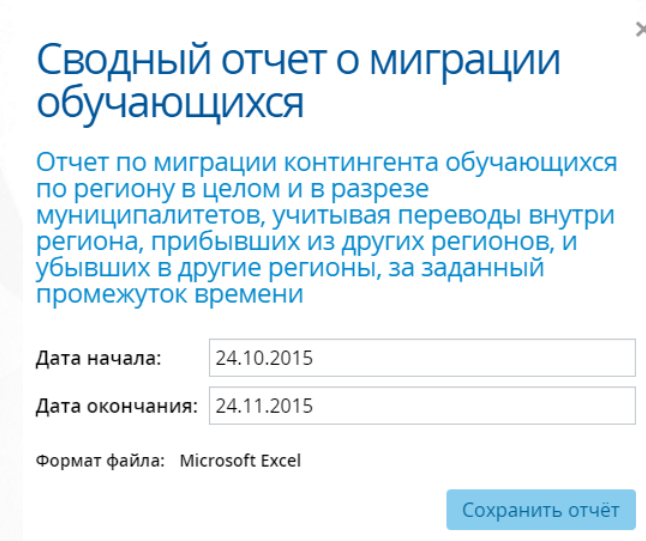 Сводный отчет о миграции
обучающихся
Отчет по миграции контингента обучающихся
по региону в целом и в разрезе
муниципалитетов, учитывая переводы внутри
региона, прибывших из других регионов, и
убывших в другие регионы, за заданный
промежуток времени
Дата начала: 24.10.2015
Дата окончания: 24.11.2015
Формат файла: Microsoft Excel
Сохранить отчёт